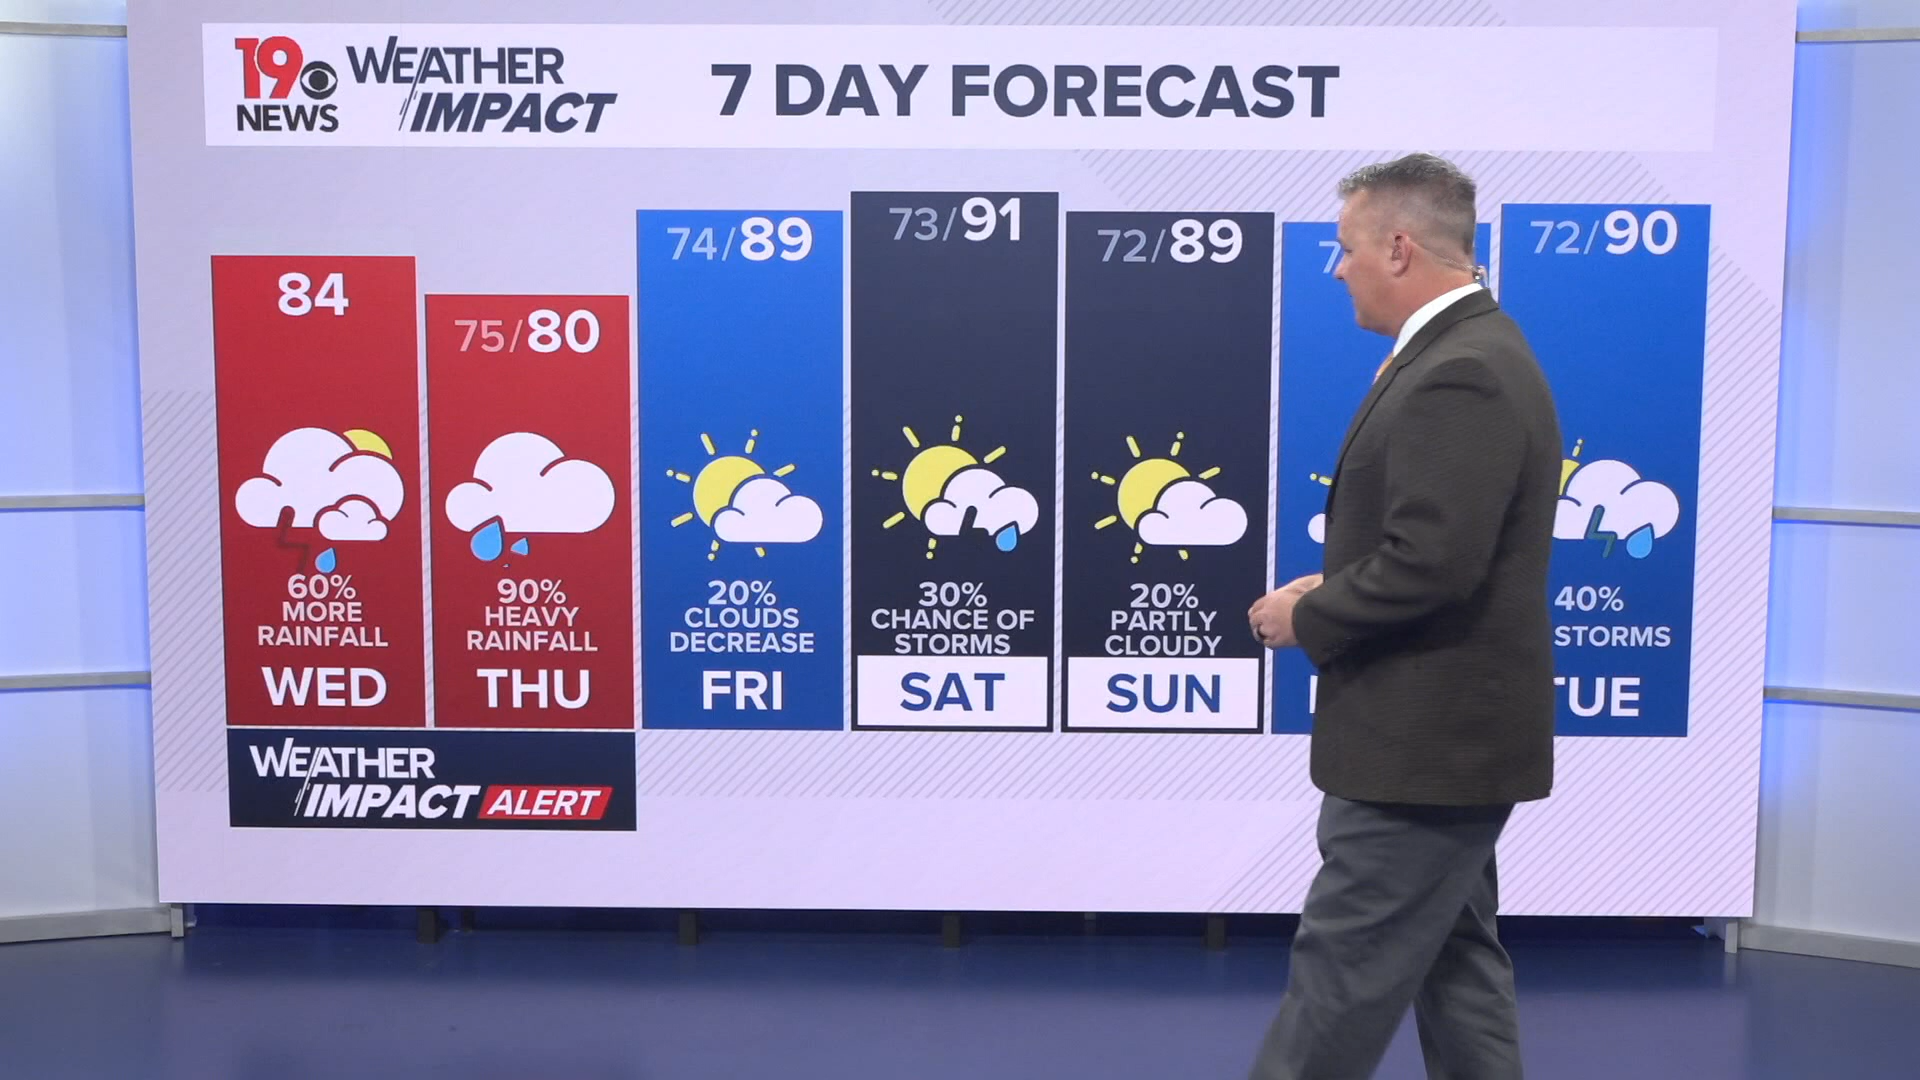 19 NEWS
WEATHER IMPACT
7 DAY FORECAST
84
60%
MORE
RAINFALL
WED
75/80
90%
HEAVY
RAINFALL
THU
74/89
20%
CLOUDS
DECREASE
FRI
73/91
30%
CHANCE OF
STORMS
SAT
72/89
20%
PARTLY
CLOUDY
SUN
72/90
40%
STORMS
TUE
WEATHER
IMPACT ALERT